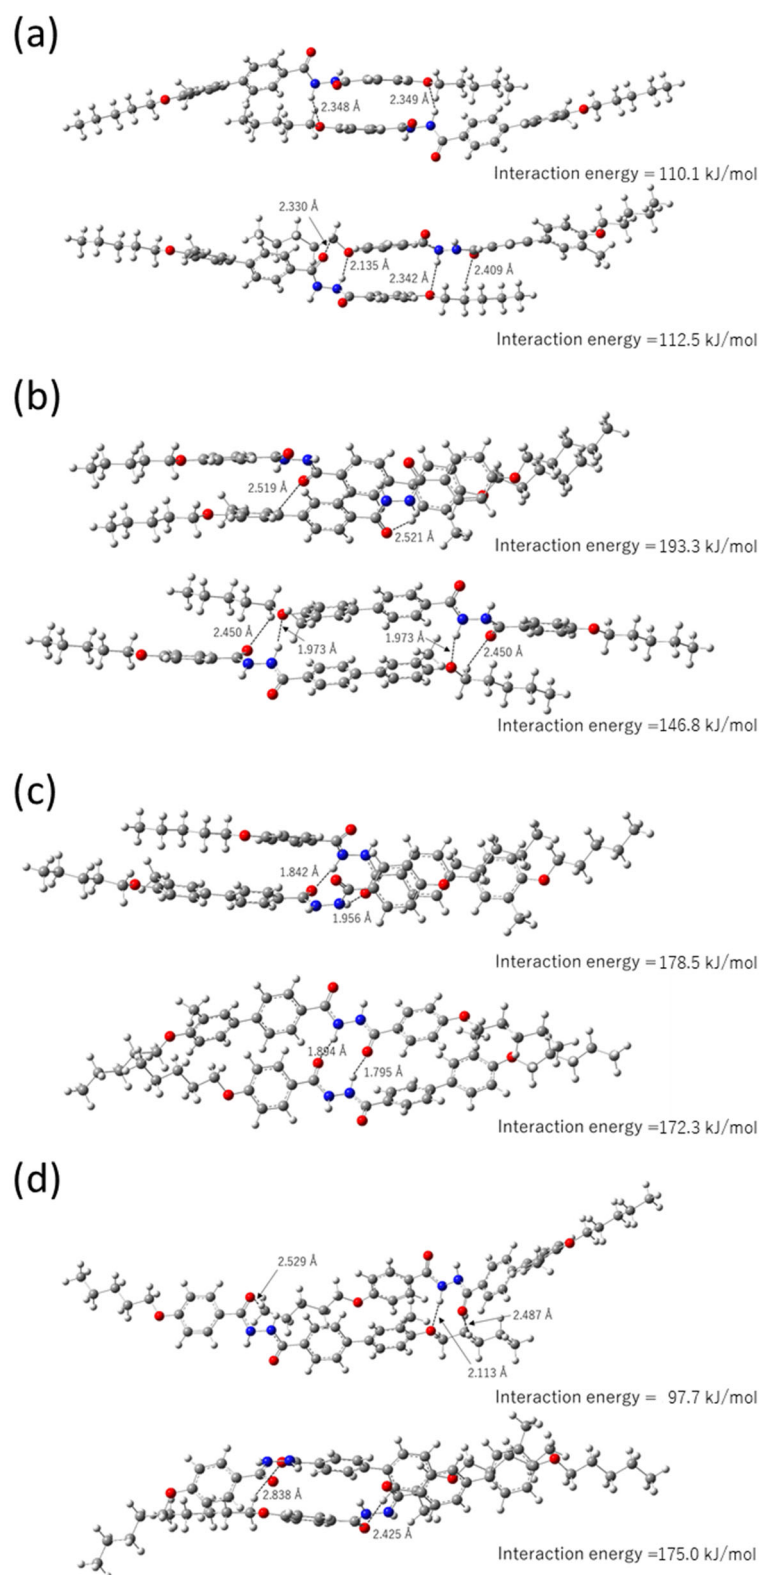 (a)
2.348 Å
2.349 Å
Interaction energy = 110.1 kJ/mol
2.330 Å
2.135 Å
2.342 Å
2.409 Å
Interaction energy =112.5 kJ/mol
(b)
2.519 Å
2.521 Å
Interaction energy =193.3 kJ/mol
2.450 Å
1.973 Å
1.973 Å
2.450 Å
Interaction energy =146.8 kJ/mol
(c)
1.842 Å
1.956 Å
Interaction energy =178.5 kJ/mol
1.894 Å
1.795 Å
Interaction energy =172.3 kJ/mol
(d)
2.529 Å
2.487 Å
2.113 Å
Interaction energy = 97.7 kJ/mol
2.838 Å
2.425 Å
Interaction energy =175.0 kJ/mol